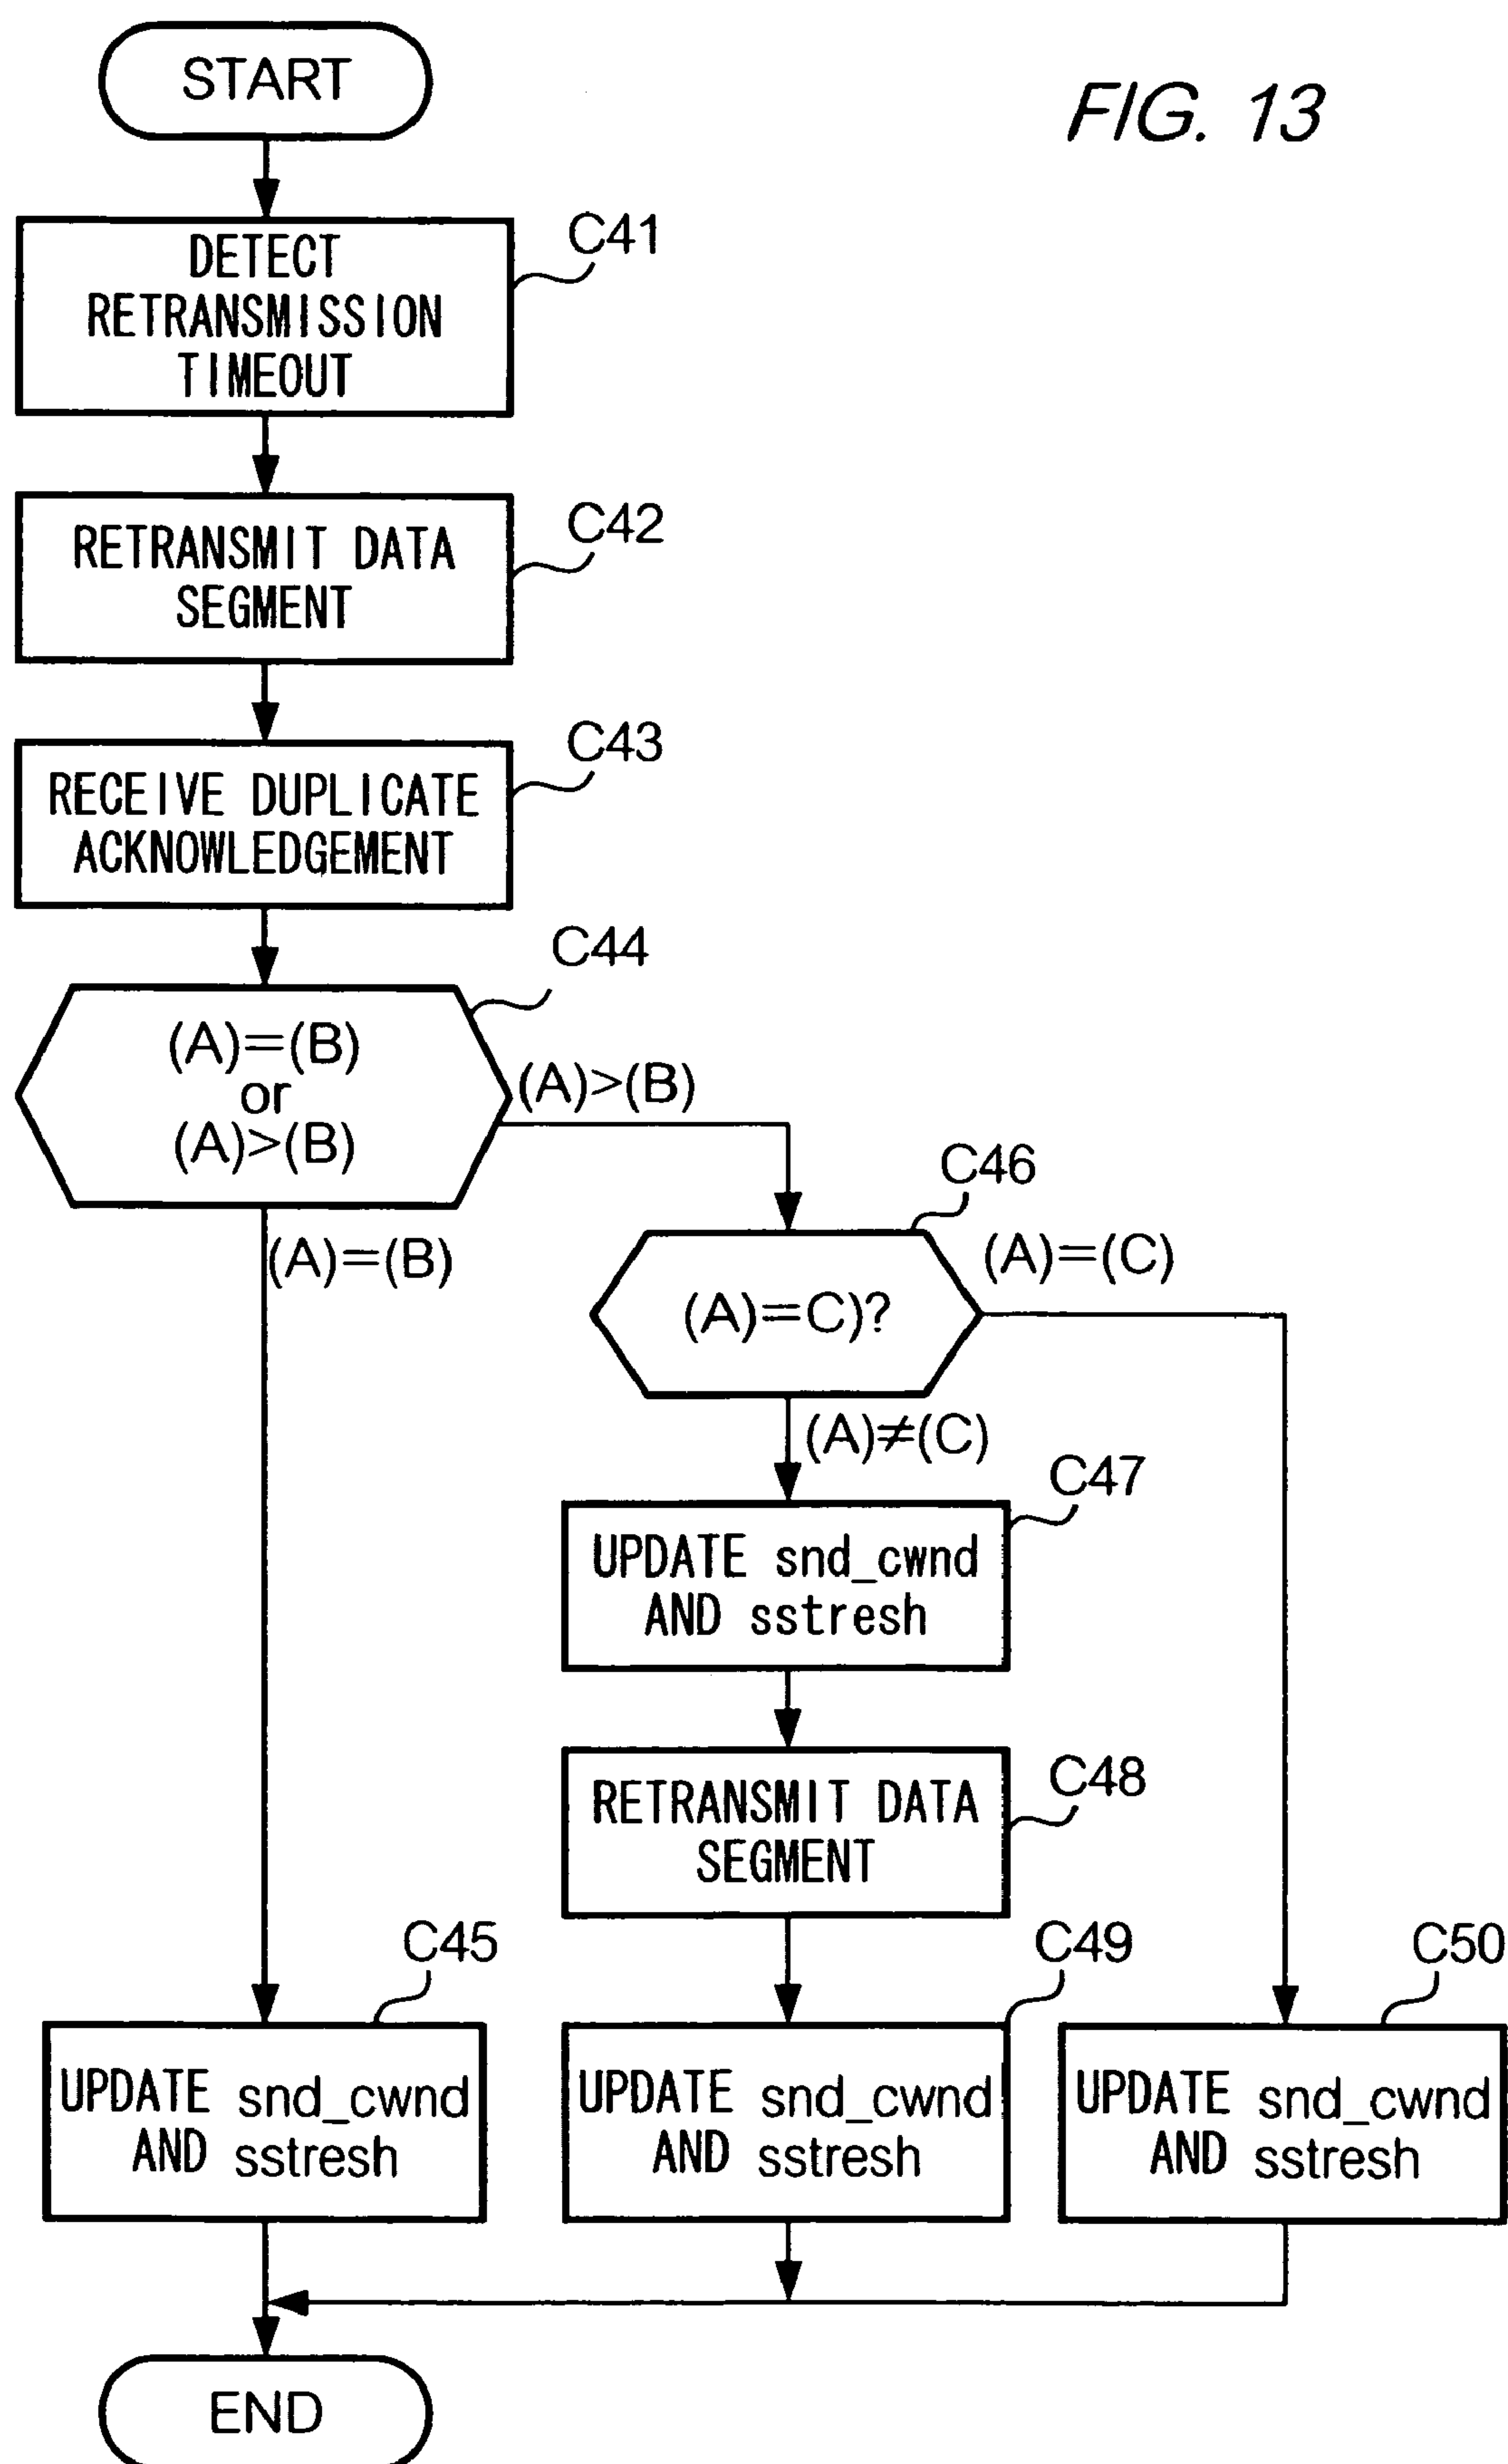 START
FIG. 13
C41
DETECT
RETRANSMISSION
TIMEOUT
C42
RETRANSMIT DATA
SEGMENT
C43
RECEIVE DUPLICATE
ACKNOWLEDGEMENT
C44
(A)=(B)
or
(A)>(B)
(A)>(B)
(A)=(B)
C46
(A)=C)?
(A)=(C)
(A)≠(C)
C47
UPDATE snd_cwnd
AND sstresh
C48
RETRANSMIT DATA
SEGMENT
C45
UPDATE snd_cwnd
AND sstresh
C49
UPDATE snd_cwnd
AND sstresh
C50
UPDATE snd_cwnd
AND sstresh
END